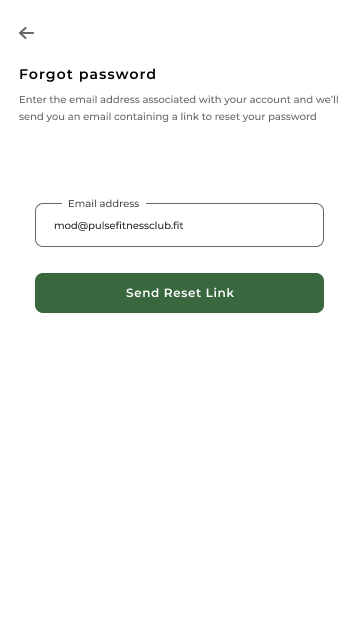 Forgot password
Enter the email address associated with your account and we'll
send you an email containing a link to reset your password
Email address
mod@pulsefitnessclub.fit
Send Reset Link